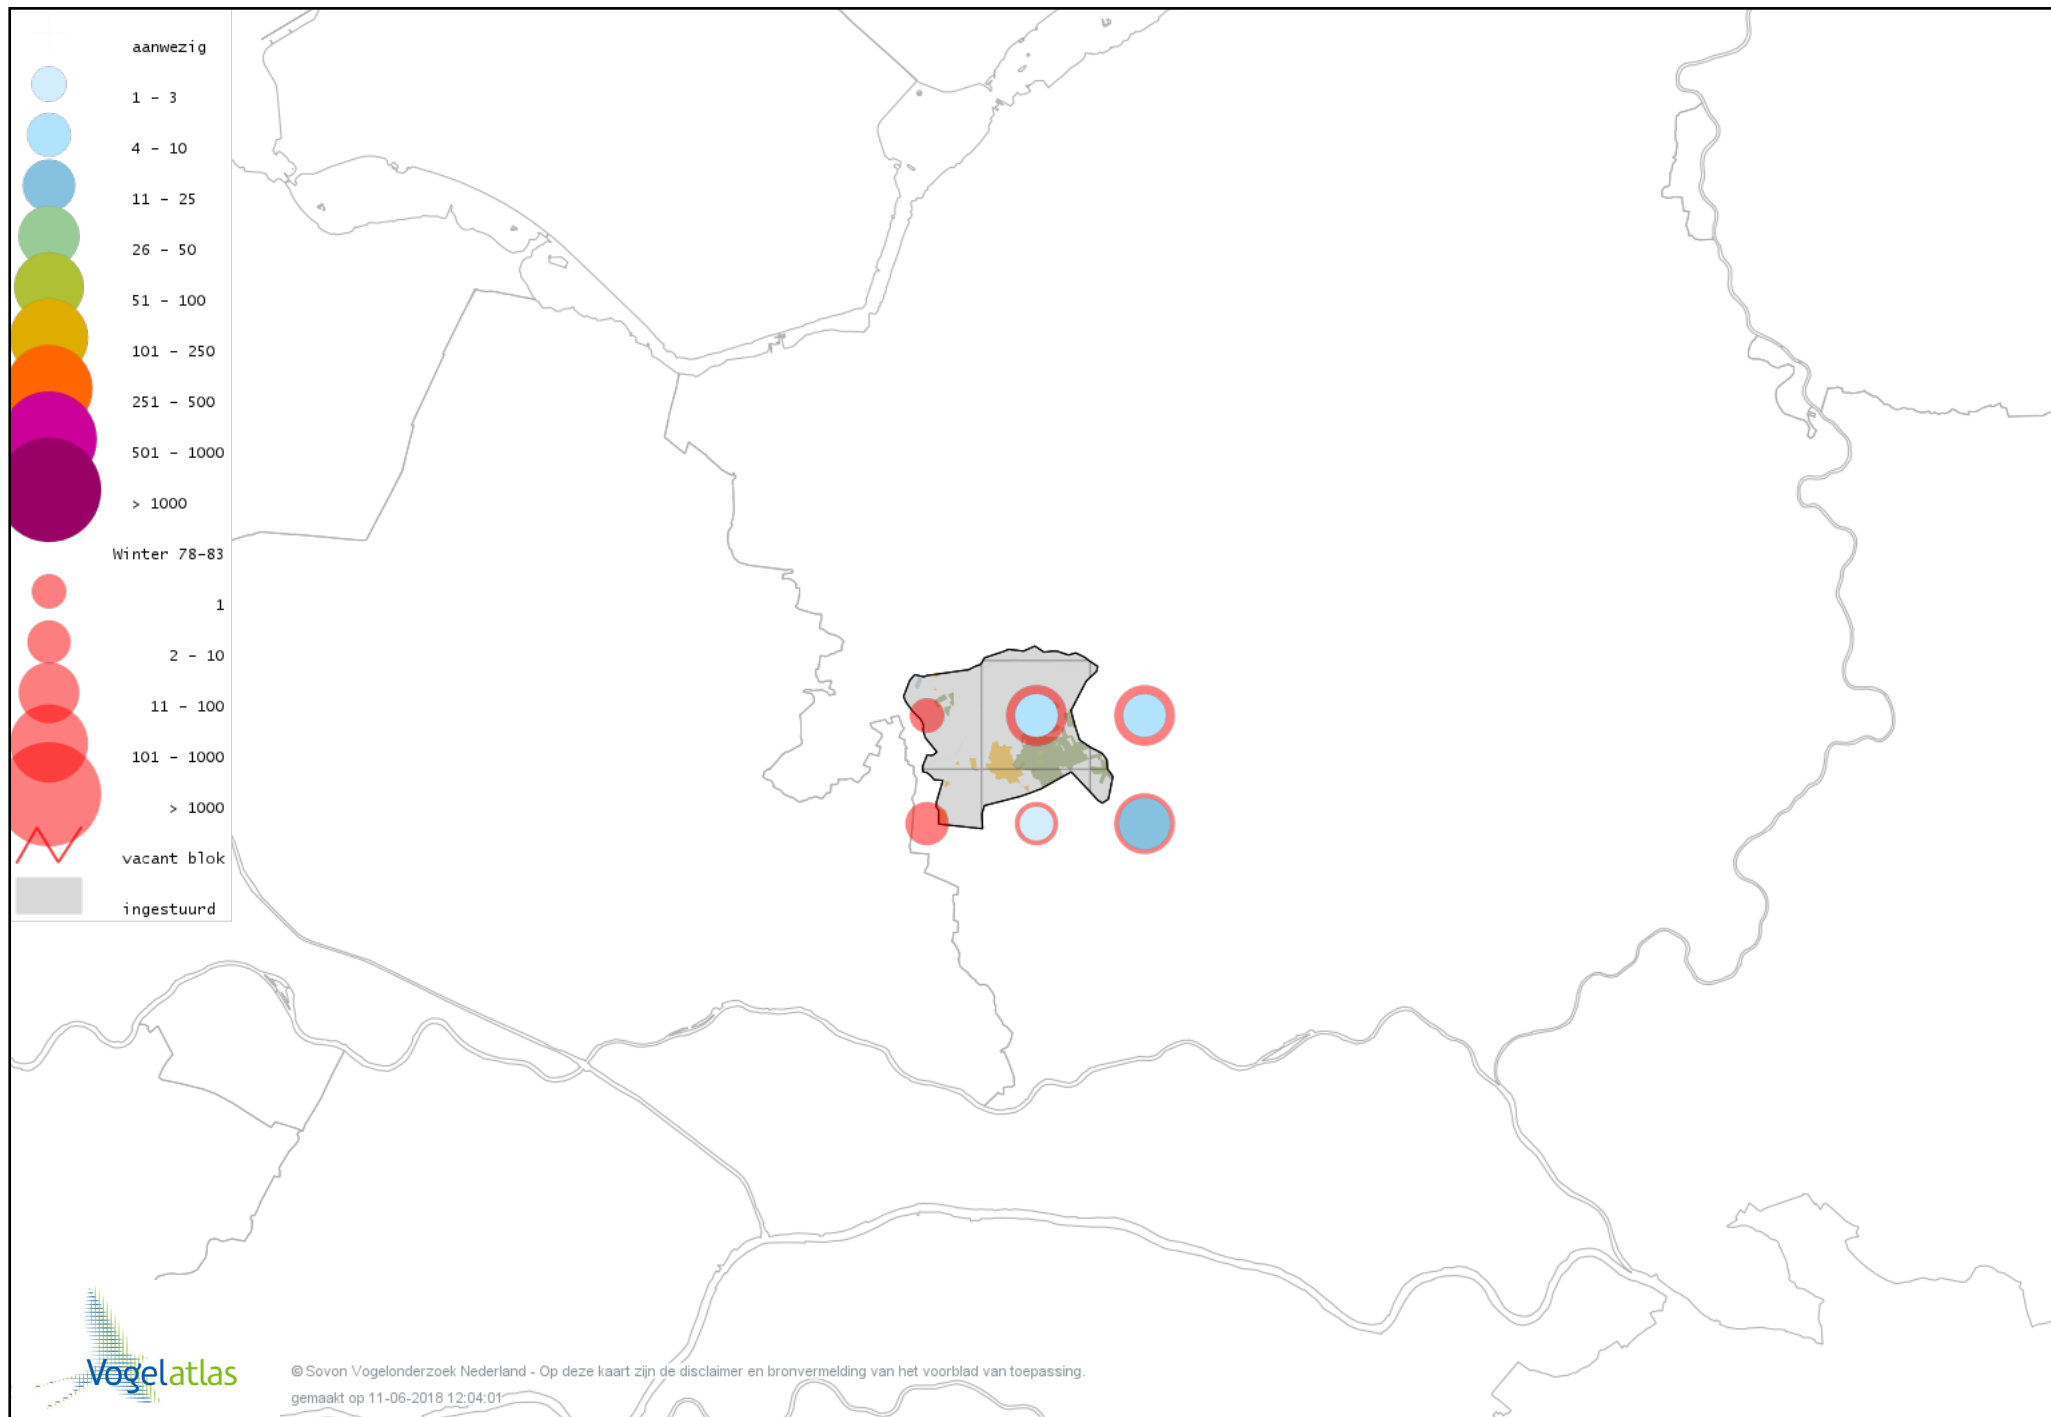 aanwezig
1 - 3
4 - 10
11 - 25
26 - 50
51 - 100
101 - 250
251 - 500
501 - 1000
> 1000
Winter 78-83
1
2 - 10
11 - 100
101 - 1000
> 1000
vacant blok
ingestuurd
Vogelatlas
© Sovon Vogelonderzoek Nederland - Op deze kaart zijn de disclaimer en bronvermelding van het voorblad van toepassing.
gemaakt op 11-06-2018 12:04:01